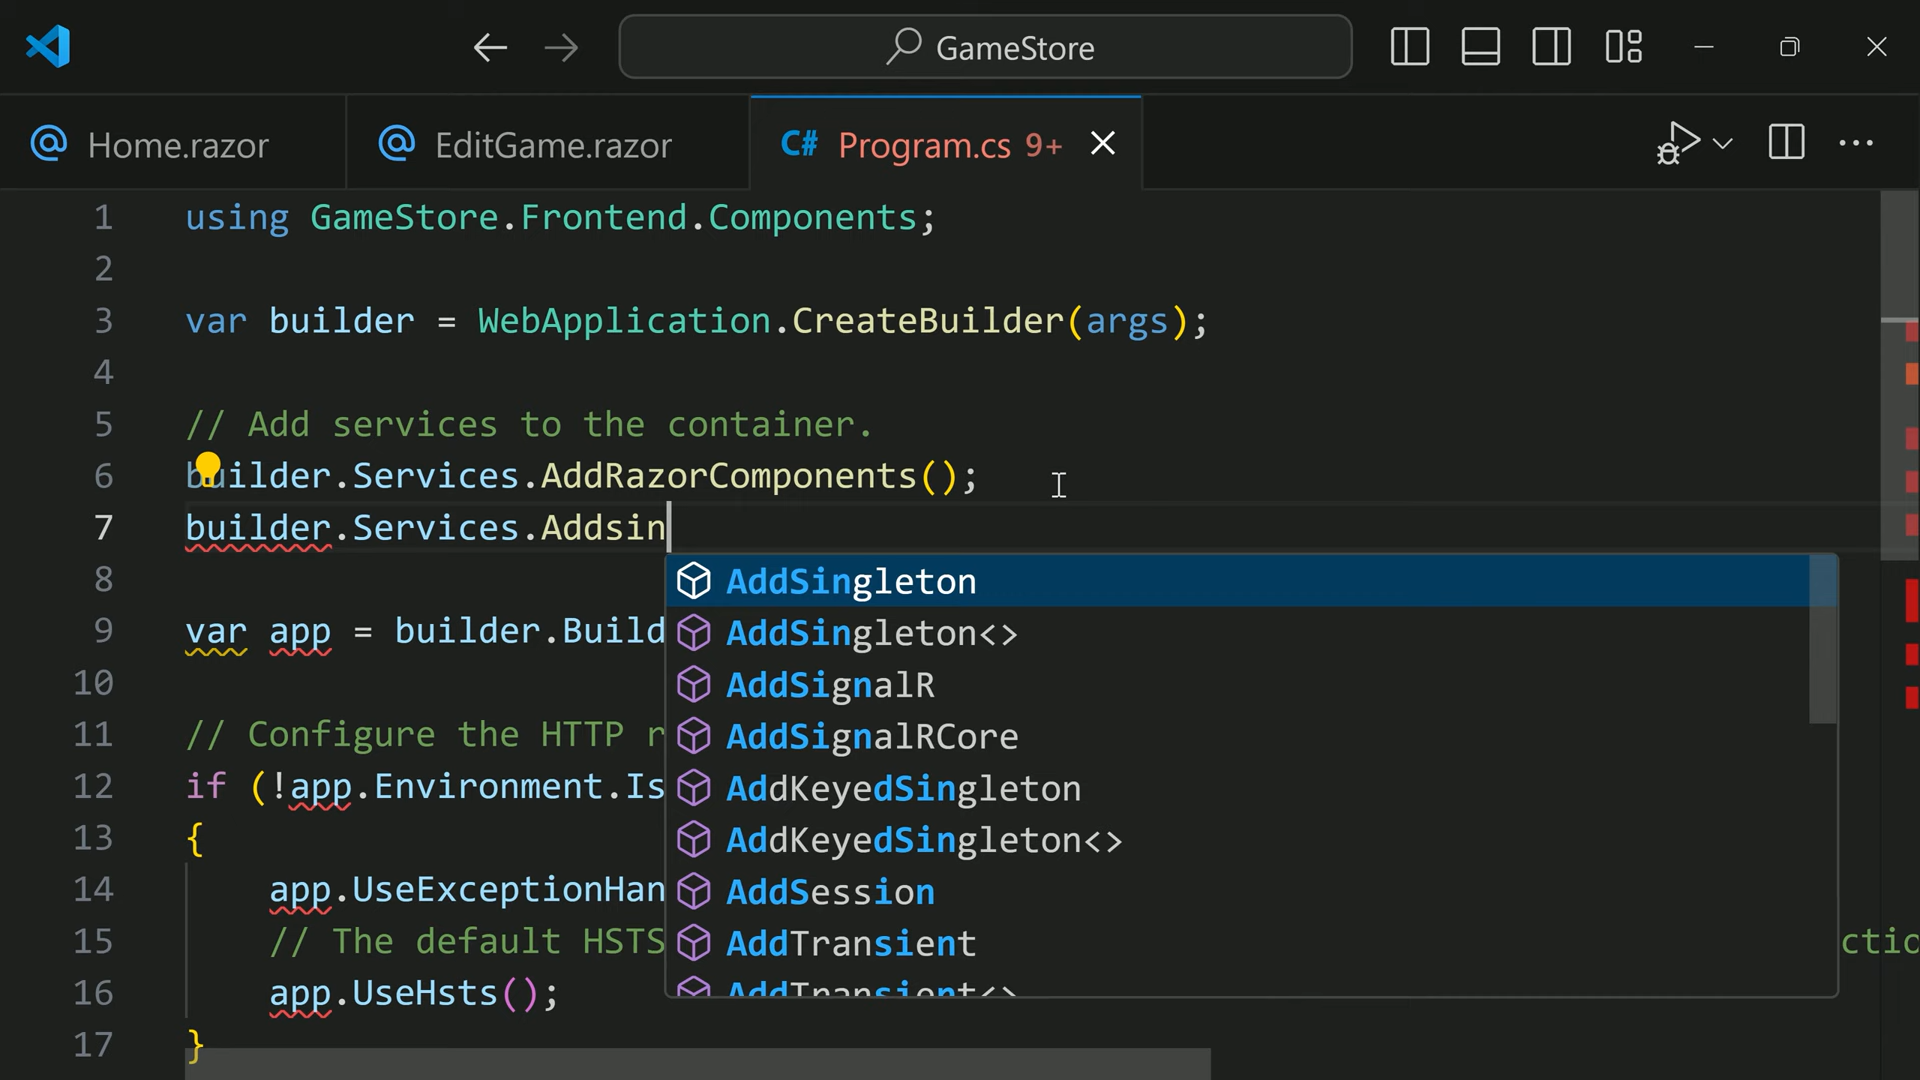 GameStore
Home.razor
EditGame.razor
C# Program.cs 9+
1 using GameStore.Frontend.Components;
2
3 var builder = WebApplication.CreateBuilder(args);
4
5 // Add services to the container.
6 builder.Services.AddRazorComponents();
7 builder.Services.Addsin
8
AddSingleton
9 var app = builder.Build
AddSingleton<>
10
AddSignalR
11 // Configure the HTTP r
AddSignalRCore
12 if (!app.Environment.Is
AddKeyedSingleton
13 {
AddKeyedSingleton<>
14 app.UseExceptionHan
AddSession
15 // The default HSTS
AddTransient
ctio
16 app.UseHsts();
AddTransient<>
17 }